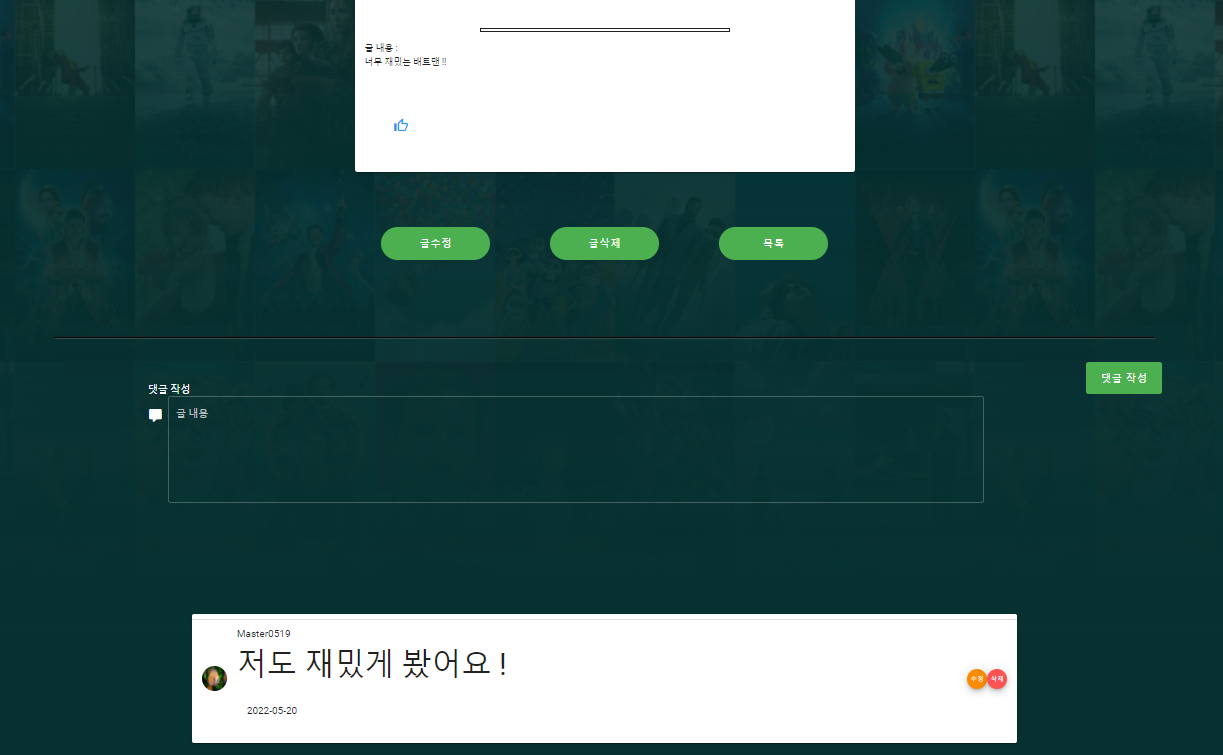 글 내용 :
너무 재밌는 배트맨 !!
글수정
글삭제
목록
댓글 작성
댓글 작성
글 내용
Master0519
저도 재밌게 봤어요 !
수정
삭제
2022-05-20